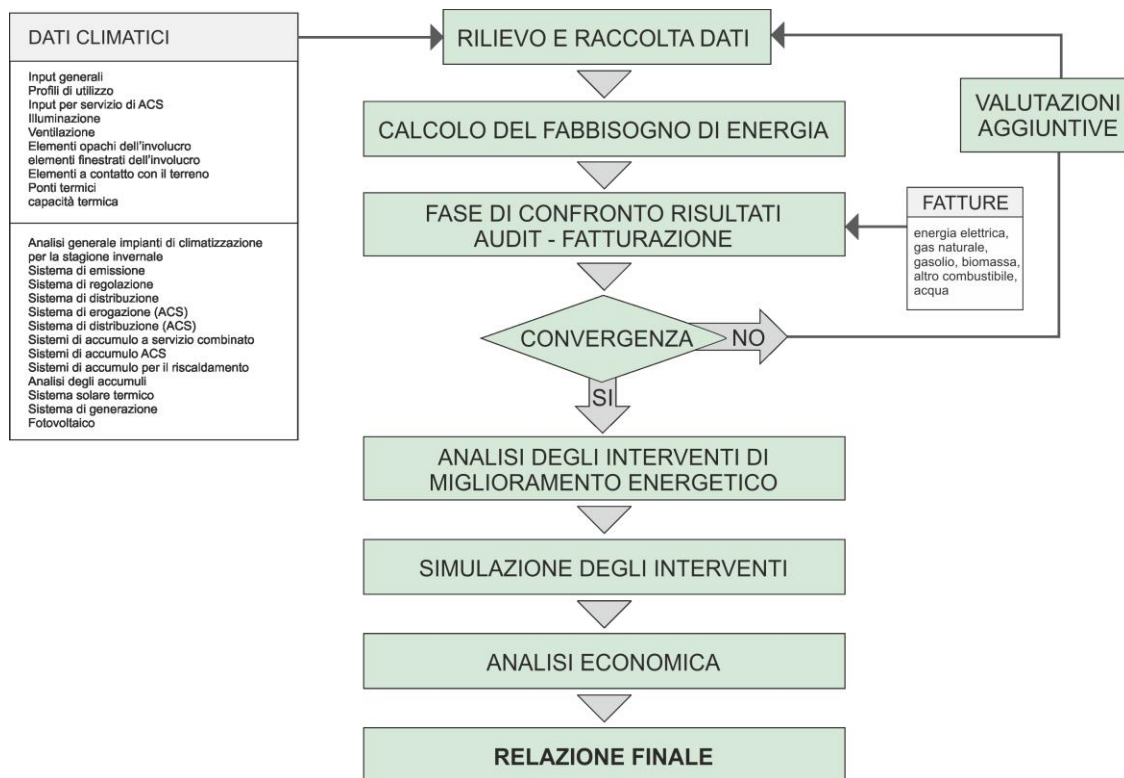 DATI CLIMATICI
Input generali
Profili di utilizzo
Input per servizio di ACS
Illuminazione
Ventilazione
Elementi opachi dell'involucro
elementi finestrati dell'involucro
Elementi a contatto con il terreno
Ponti termici
capacità termica
Analisi generale impianti di climatizzazione
per la stagione invernale
Sistema di emissione
Sistema di regolazione
Sistema di distribuzione
Sistema di erogazione (ACS)
Sistema di distribuzione (ACS)
Sistemi di accumulo a servizio combinato
Sistemi di accumulo ACS
Sistemi di accumulo per il riscaldamento
Analisi degli accumuli
Sistema solare termico
Sistema di generazione
Fotovoltaico
RILIEVO E RACCOLTA DATI
CALCOLO DEL FABBISOGNO DI ENERGIA
FASE DI CONFRONTO RISULTATI
AUDIT - FATTURAZIONE
CONVERGENZA
NO
SI
VALUTAZIONI
AGGIUNTIVE
FATTURE
energia elettrica,
gas naturale,
gasolio, biomassa,
altro combustibile,
acqua
ANALISI DEGLI INTERVENTI DI
MIGLIORAMENTO ENERGETICO
SIMULAZIONE DEGLI INTERVENTI
ANALISI ECONOMICA
RELAZIONE FINALE